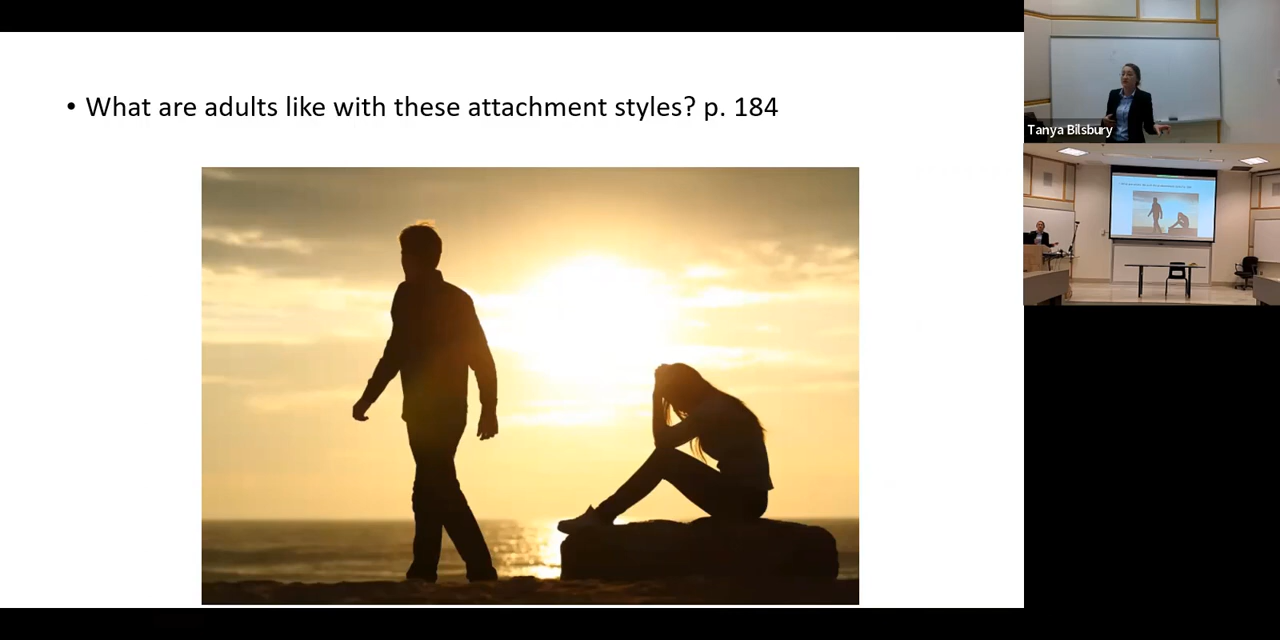 • What are adults like with these attachment styles? p. 184
Tanya Bilsbury